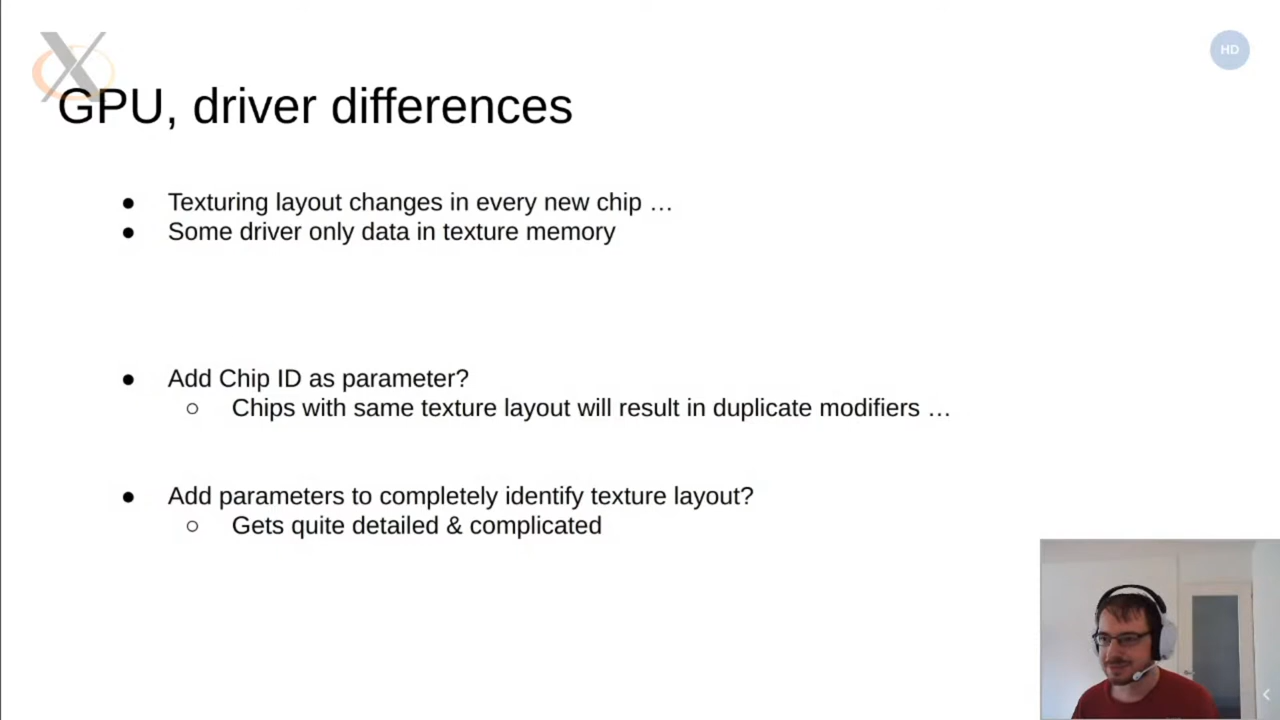 HD
GPU, driver differences
● Texturing layout changes in every new chip …
● Some driver only data in texture memory
● Add Chip ID as parameter?
○ Chips with same texture layout will result in duplicate modifiers …
● Add parameters to completely identify texture layout?
○ Gets quite detailed & complicated